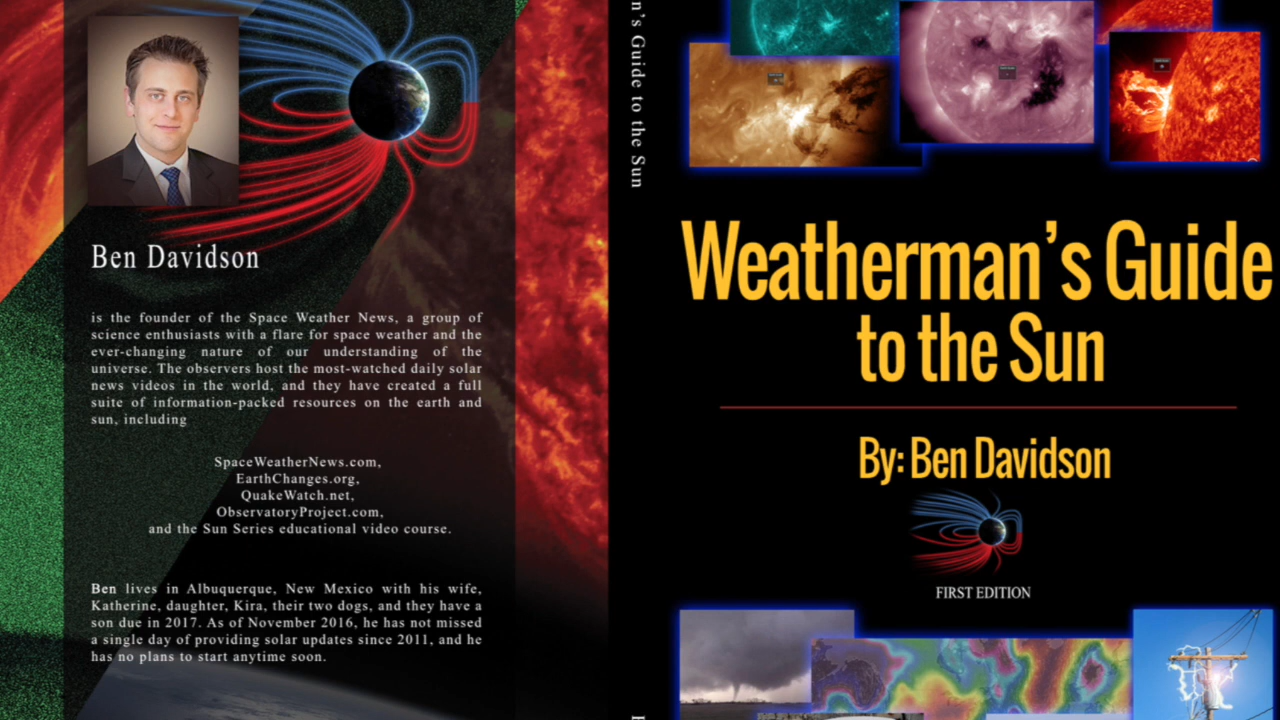 Ben Davidson
is the founder of the Space Weather News, a group of
science enthusiasts with a flare for space weather and the
ever-changing nature of our understanding of the
universe. The observers host the most-watched daily solar
news videos in the world, and they have created a full
suite of information-packed resources on the earth and
sun, including
SpaceWeatherNews.com,
EarthChanges.org,
QuakeWatch.net,
ObservatoryProject.com,
and the Sun Series educational video course.
Ben lives in Albuquerque, New Mexico with his wife,
Katherine, daughter, Kira, their two dogs, and they have a
son due in 2017. As of November 2016, he has not missed
a single day of providing solar updates since 2011, and he
has no plans to start anytime soon.
n's Guide to the Sun
Weatherman's Guide
to the Sun
By: Ben Davidson
FIRST EDITION